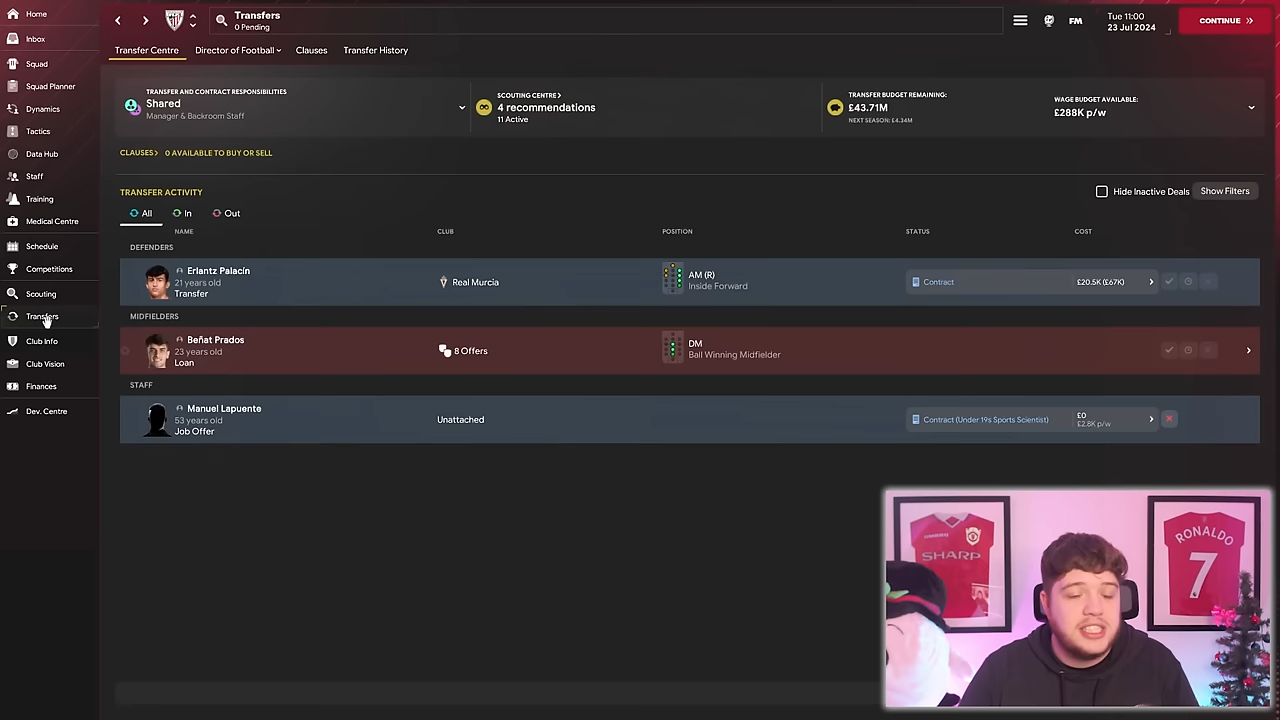 Home
Inbox
Squad
Squad Planner
Dynamics
Tactics
Data Hub
Staff
Training
Medical Centre
Schedule
Competitions
Scouting
Transfers
Club Info
Club Vision
Finances
Dev. Centre
Transfers
0 Pending
FM
Tue 11:00
23 Jul 2024
CONTINUE
Transfer Centre
Director of Football
Clauses
Transfer History
TRANSFER AND CONTRACT RESPONSIBILITIES
Shared
Manager & Backroom Staff
SCOUTING CENTRE >
4 recommendations
11 Active
TRANSFER BUDGET REMAINING:
£43.71M
NEXT SEASON: £4.34M
WAGE BUDGET AVAILABLE:
£288K p/w
CLAUSES > 0 AVAILABLE TO BUY OR SELL
TRANSFER ACTIVITY
Hide Inactive Deals
Show Filters
All
In
Out
NAME CLUB POSITION STATUS COST
DEFENDERS
Erlantz Palacín
21 years old
Transfer
Real Murcia
AM (R)
Inside Forward
Contract
£20.5K (£67K)
MIDFIELDERS
Beñat Prados
23 years old
Loan
8 Offers
DM
Ball Winning Midfielder
STAFF
Manuel Lapuente
53 years old
Job Offer
Unattached
Contract (Under 19s Sports Scientist)
£0
£2.8K p/w
SHARP
RONALDO
7